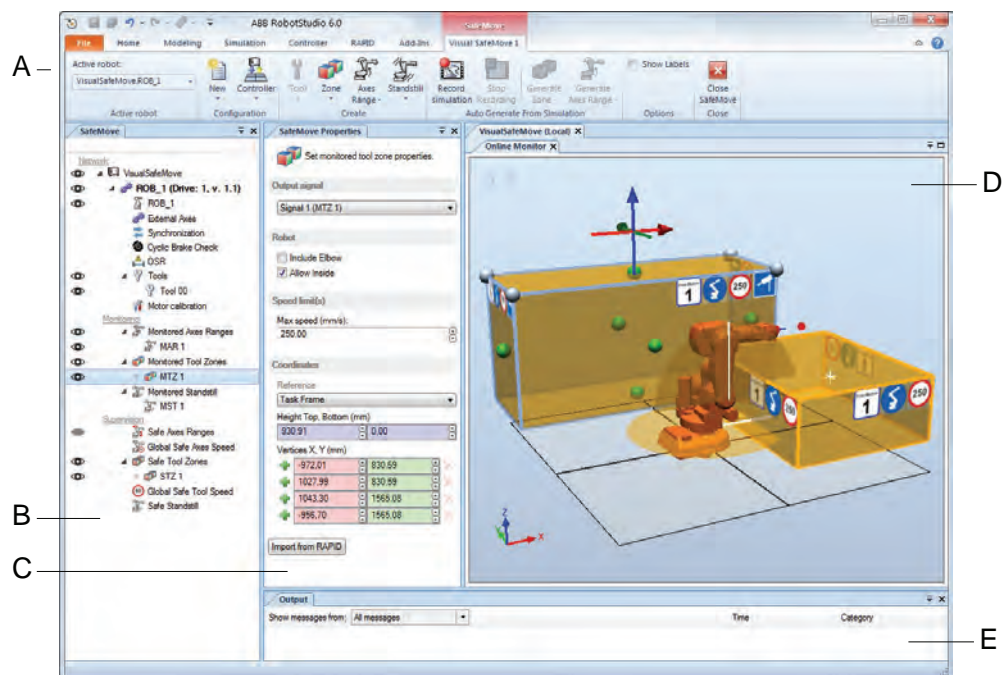 ABB RobotStudio 6.0
SafeMove
File Home Modeling Simulation Controller RAPID Add-Ins Visual SafeMove 1
A
Active robot:
VisualSafeMove.ROB_1
New Controller Tool Zone Axes Range Standstill Record simulation Stop Recording Generate Zone Generate Axes Range Show Labels Close SafeMove
Active robot Configuration Create Auto Generate From Simulation Options Close
SafeMove
Network
VisualSafeMove
ROB_1 (Drive: 1, v. 1.1)
ROB_1
External Axes
Synchronization
Cyclic Brake Check
OSR
Tools
Tool 00
Motor calibration
Monitoring
Monitored Axes Ranges
MAR 1
Monitored Tool Zones
MTZ 1
Monitored Standstill
MST 1
Supervision
Safe Axes Ranges
Global Safe Axes Speed
Safe Tool Zones
STZ 1
Global Safe Tool Speed
Safe Standstill
B
SafeMove Properties
Set monitored tool zone properties.
Output signal
Signal 1 (MTZ 1)
Robot
Include Elbow
Allow Inside
Speed limit(s)
Max speed (mm/s):
250.00
Coordinates
Reference
Task Frame
Height Top, Bottom (mm)
930.91 0.00
Vertices X, Y (mm)
-972.01 830.59
1027.99 830.59
1043.30 1565.08
-956.70 1565.08
Import from RAPID
C
VisualSafeMove (Local)
Online Monitor
D
1 250
1 250
1 250
Z
Y
X
Output
Show messages from: All messages Time Category
E